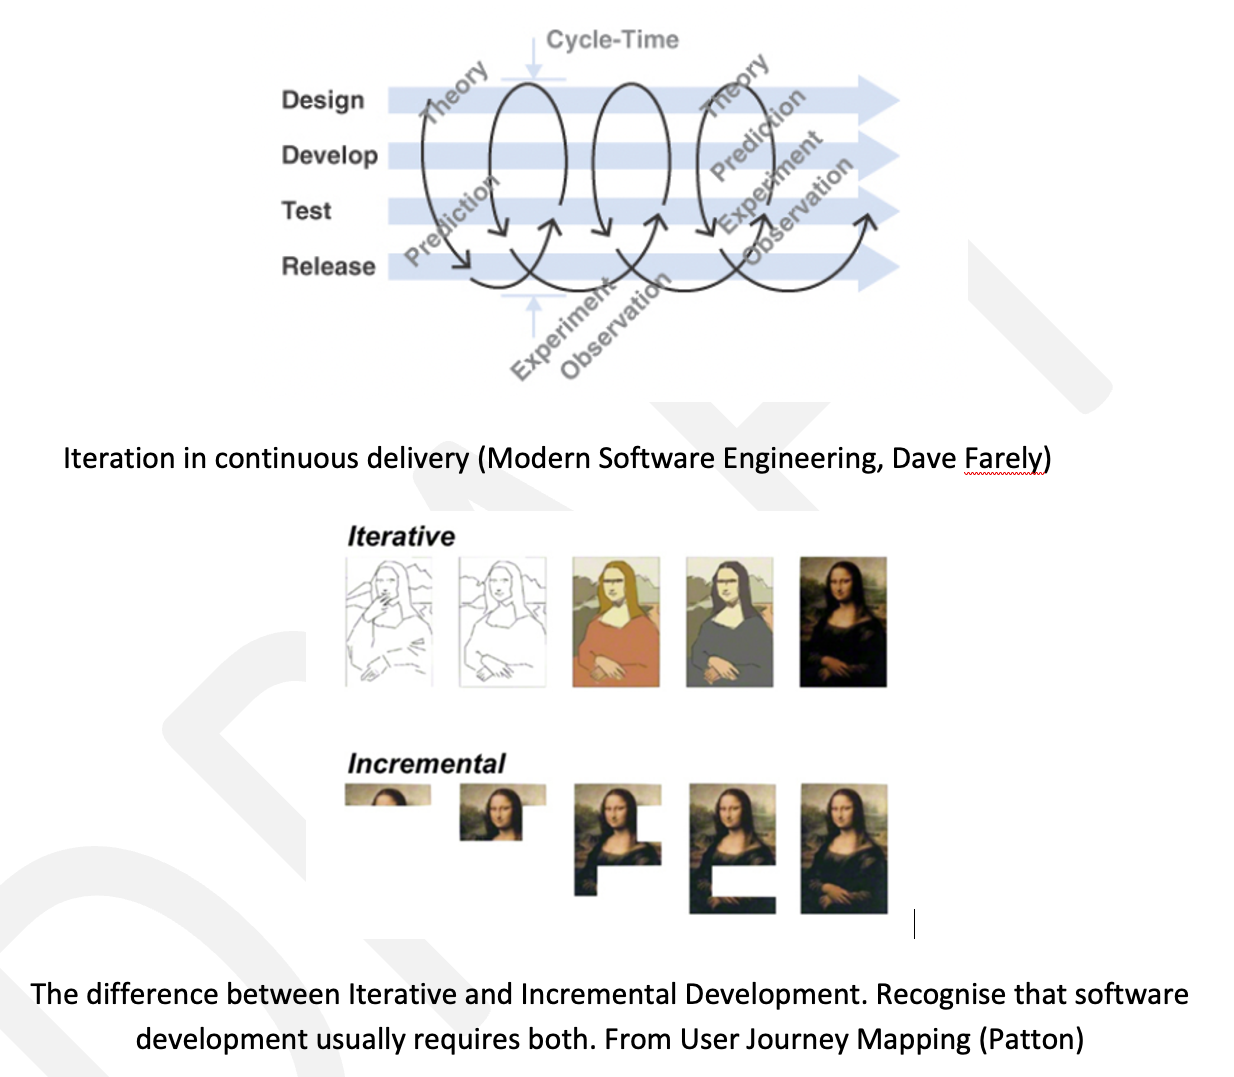 Cycle-Time
Theory
Theory
Design
Prediction
Develop
Experiment
Prediction
Test
Observation
Release
Experiment
Observation
Iteration in continuous delivery (Modern Software Engineering, Dave Farely)
Iterative
Incremental
The difference between Iterative and Incremental Development. Recognise that software
development usually requires both. From User Journey Mapping (Patton)
DRAFT